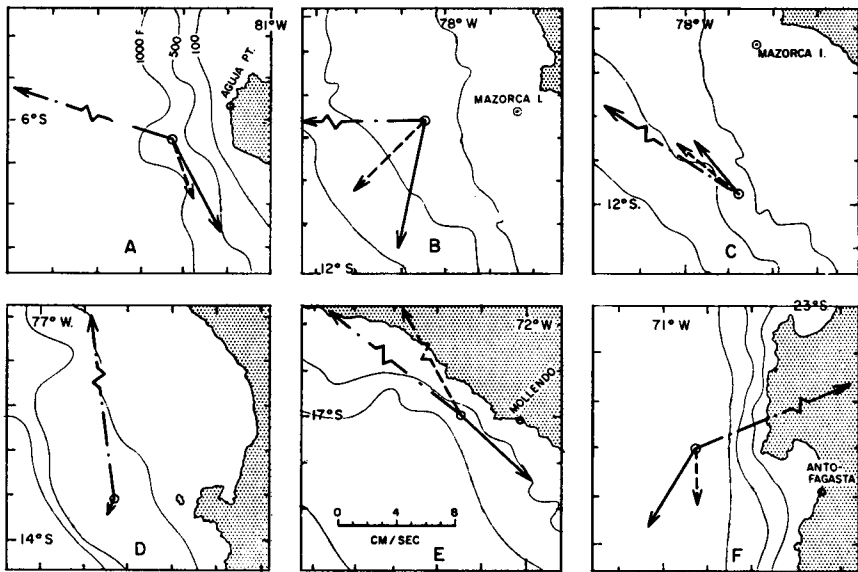 81°W
1000 F
500
100
AGUJA PT.
6°S
A
78°W
MAZORCA I.
B
12°S.
78°W
MAZORCA I.
12°S.
C
77°W.
14°S
D
72°W
MOLLENDO
17°S
0 4 8
CM/SEC
E
23°S
71°W
ANTO-
FAGASTA
F